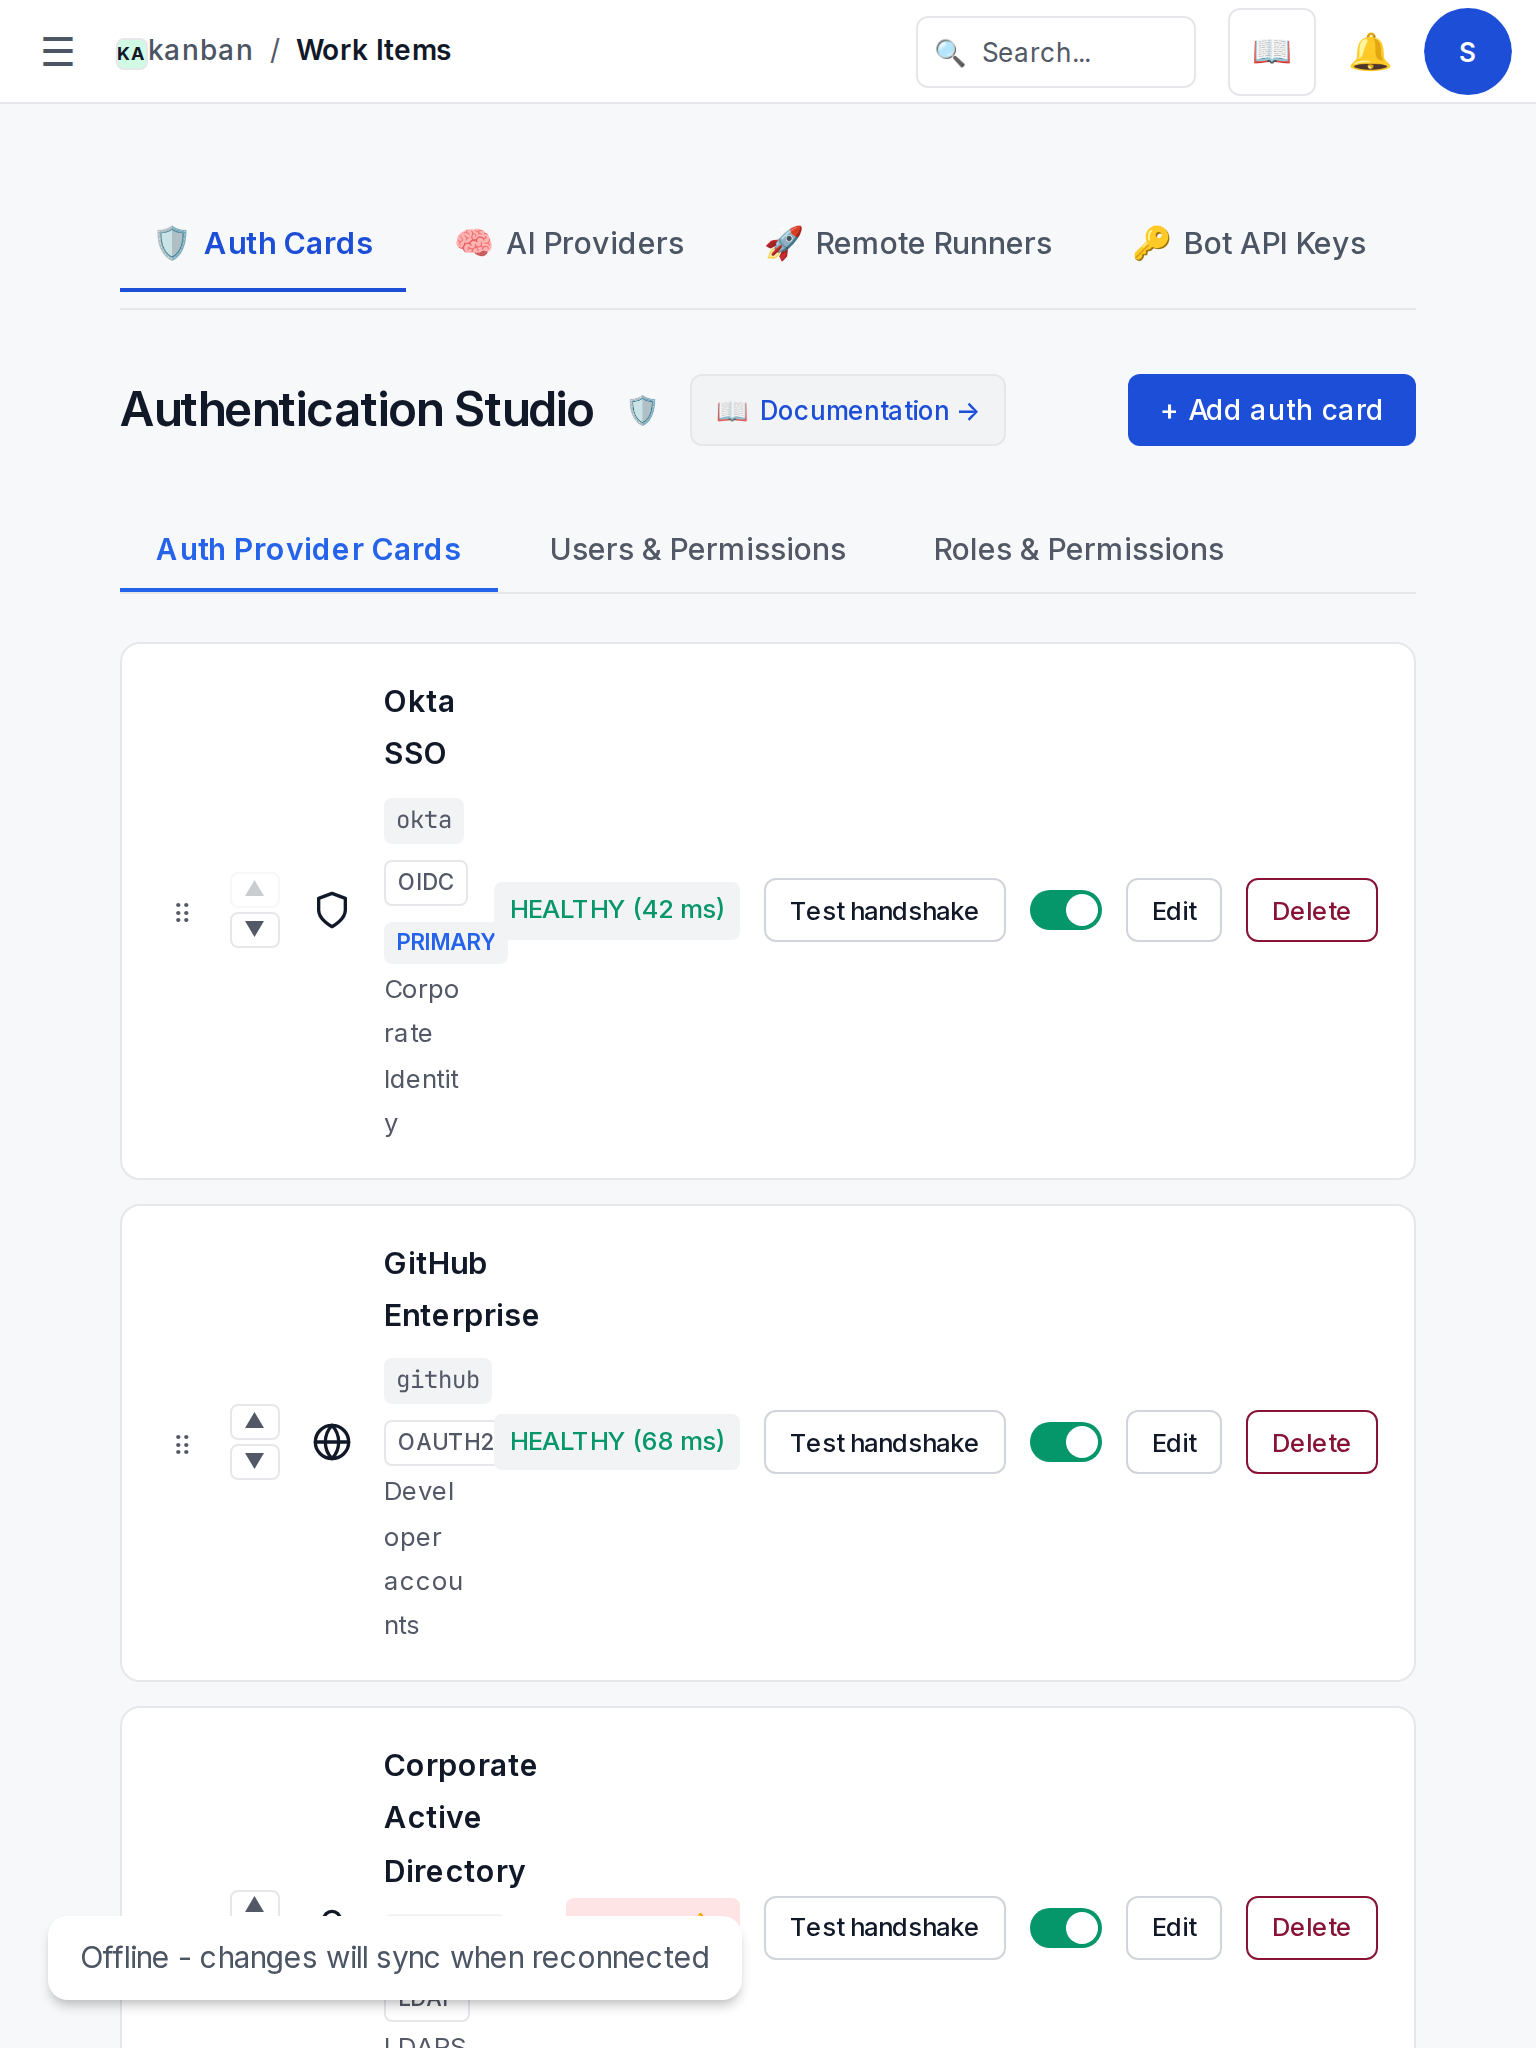 ☰ KA kanban / Work Items
🔍 Search... 📖 🔔 S
🛡️ Auth Cards 🧠 AI Providers 🚀 Remote Runners 🔑 Bot API Keys
Authentication Studio 🛡️ 📖 Documentation → + Add auth card
Auth Provider Cards Users & Permissions Roles & Permissions
Okta
SSO
okta
OIDC
PRIMARY
Corpo
rate
Identit
y
▲
▼
HEALTHY (42 ms) Test handshake Edit Delete
GitHub
Enterprise
github
OAUTH2
Devel
oper
accou
nts
▲
▼
HEALTHY (68 ms) Test handshake Edit Delete
Corporate
Active
Directory
▲
Test handshake Edit Delete
Offline - changes will sync when reconnected
LDAP
LDAPS